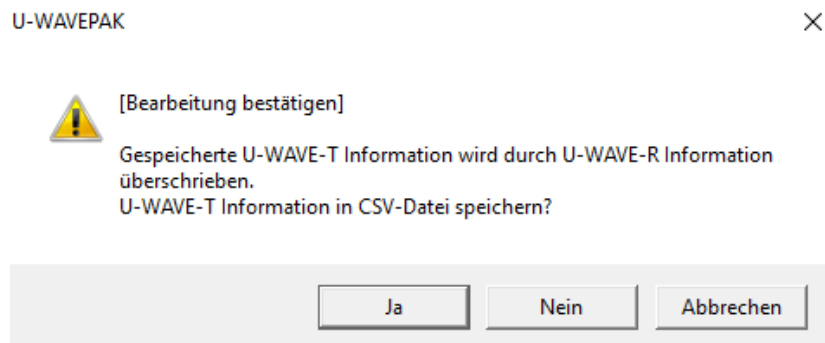 U-WAVEPAK
[Bearbeitung bestätigen]
Gespeicherte U-WAVE-T Information wird durch U-WAVE-R Information
überschrieben.
U-WAVE-T Information in CSV-Datei speichern?
Ja
Nein
Abbrechen